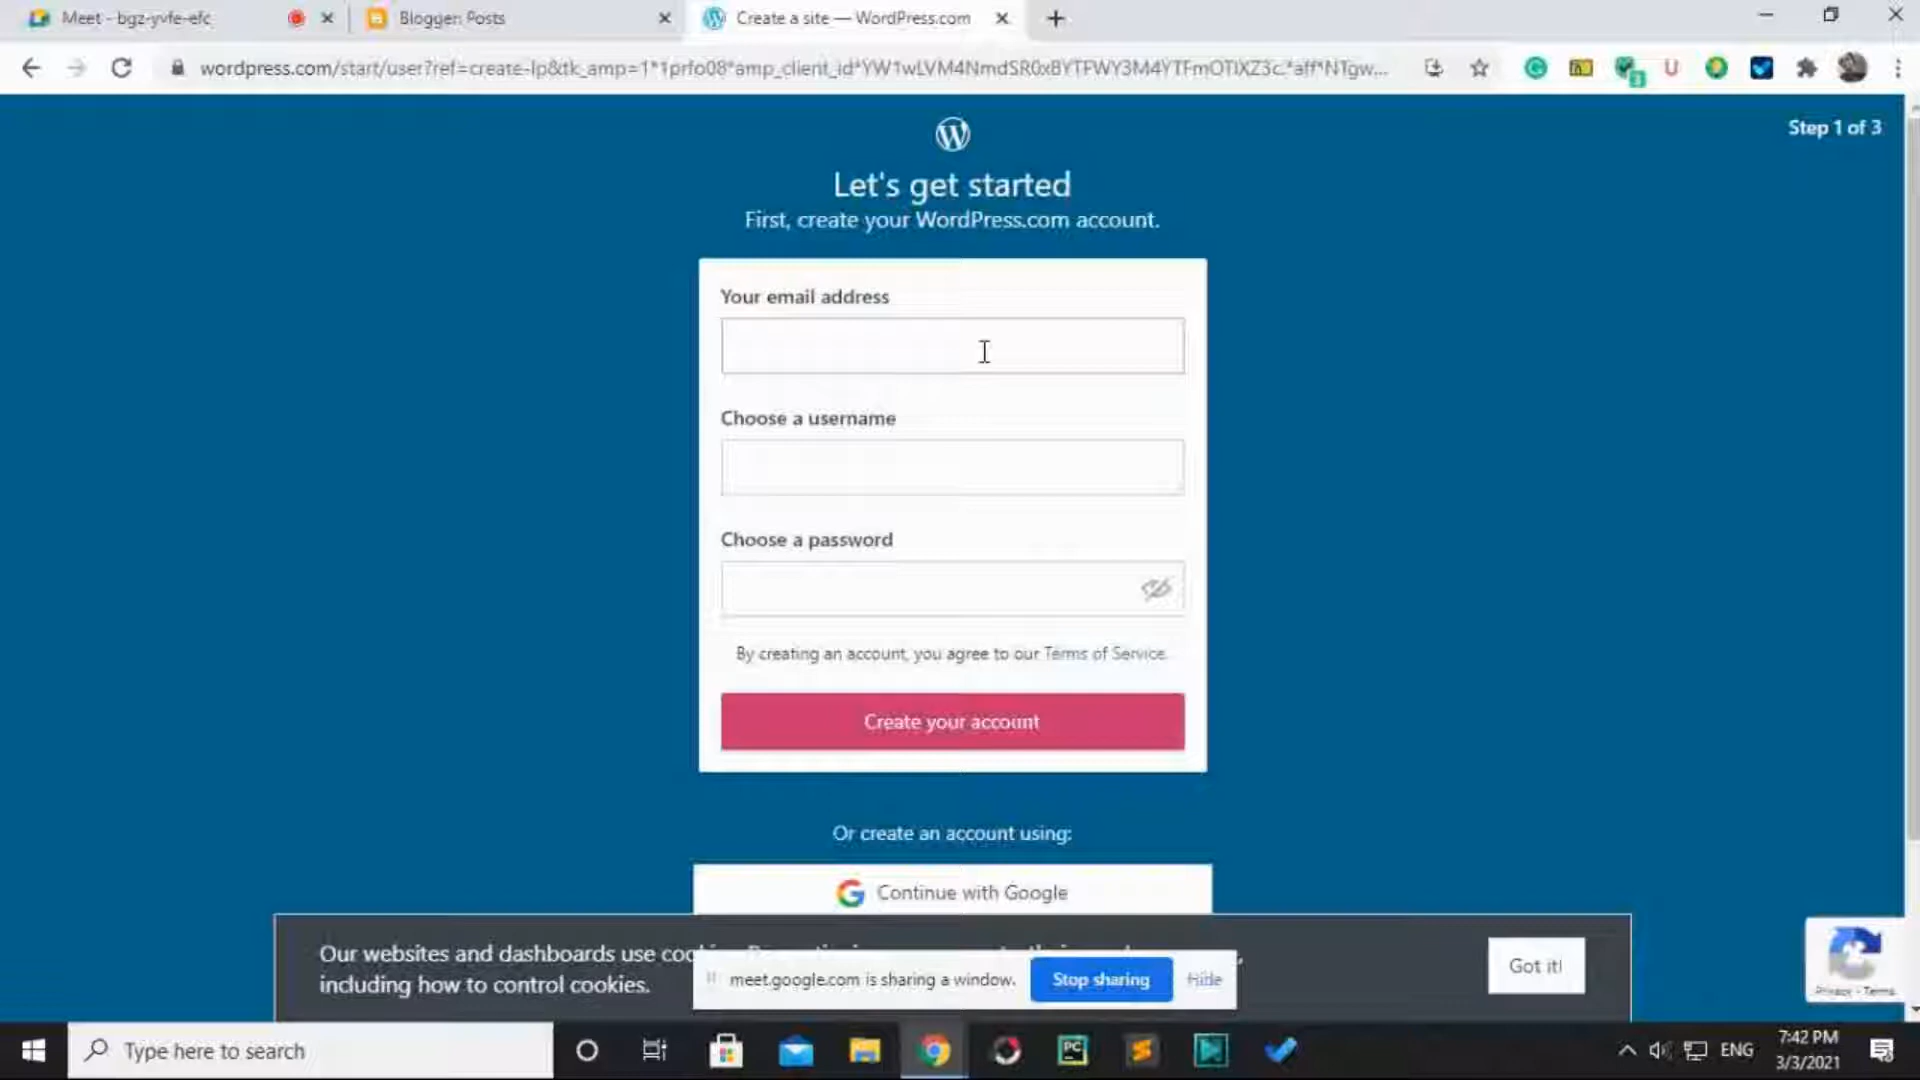 Meet - bgz-yvfe-efc
Blogger: Posts
Create a site — WordPress.com
wordpress.com/start/user?ref=create-lp&tk_amp=1*1prfo08*amp_client_id*
Step 1 of 3
Let's get started
First, create your WordPress.com account.
Your email address
Choose a username
Choose a password
By creating an account, you agree to our Terms of Service.
Create your account
Or create an account using:
Continue with Google
Our websites and dashboards use
including how to control cookies.
meet.google.com is sharing a window.
Stop sharing
Hide
Got it!
Privacy - Terms
Type here to search
ENG
7:42 PM
3/3/2021